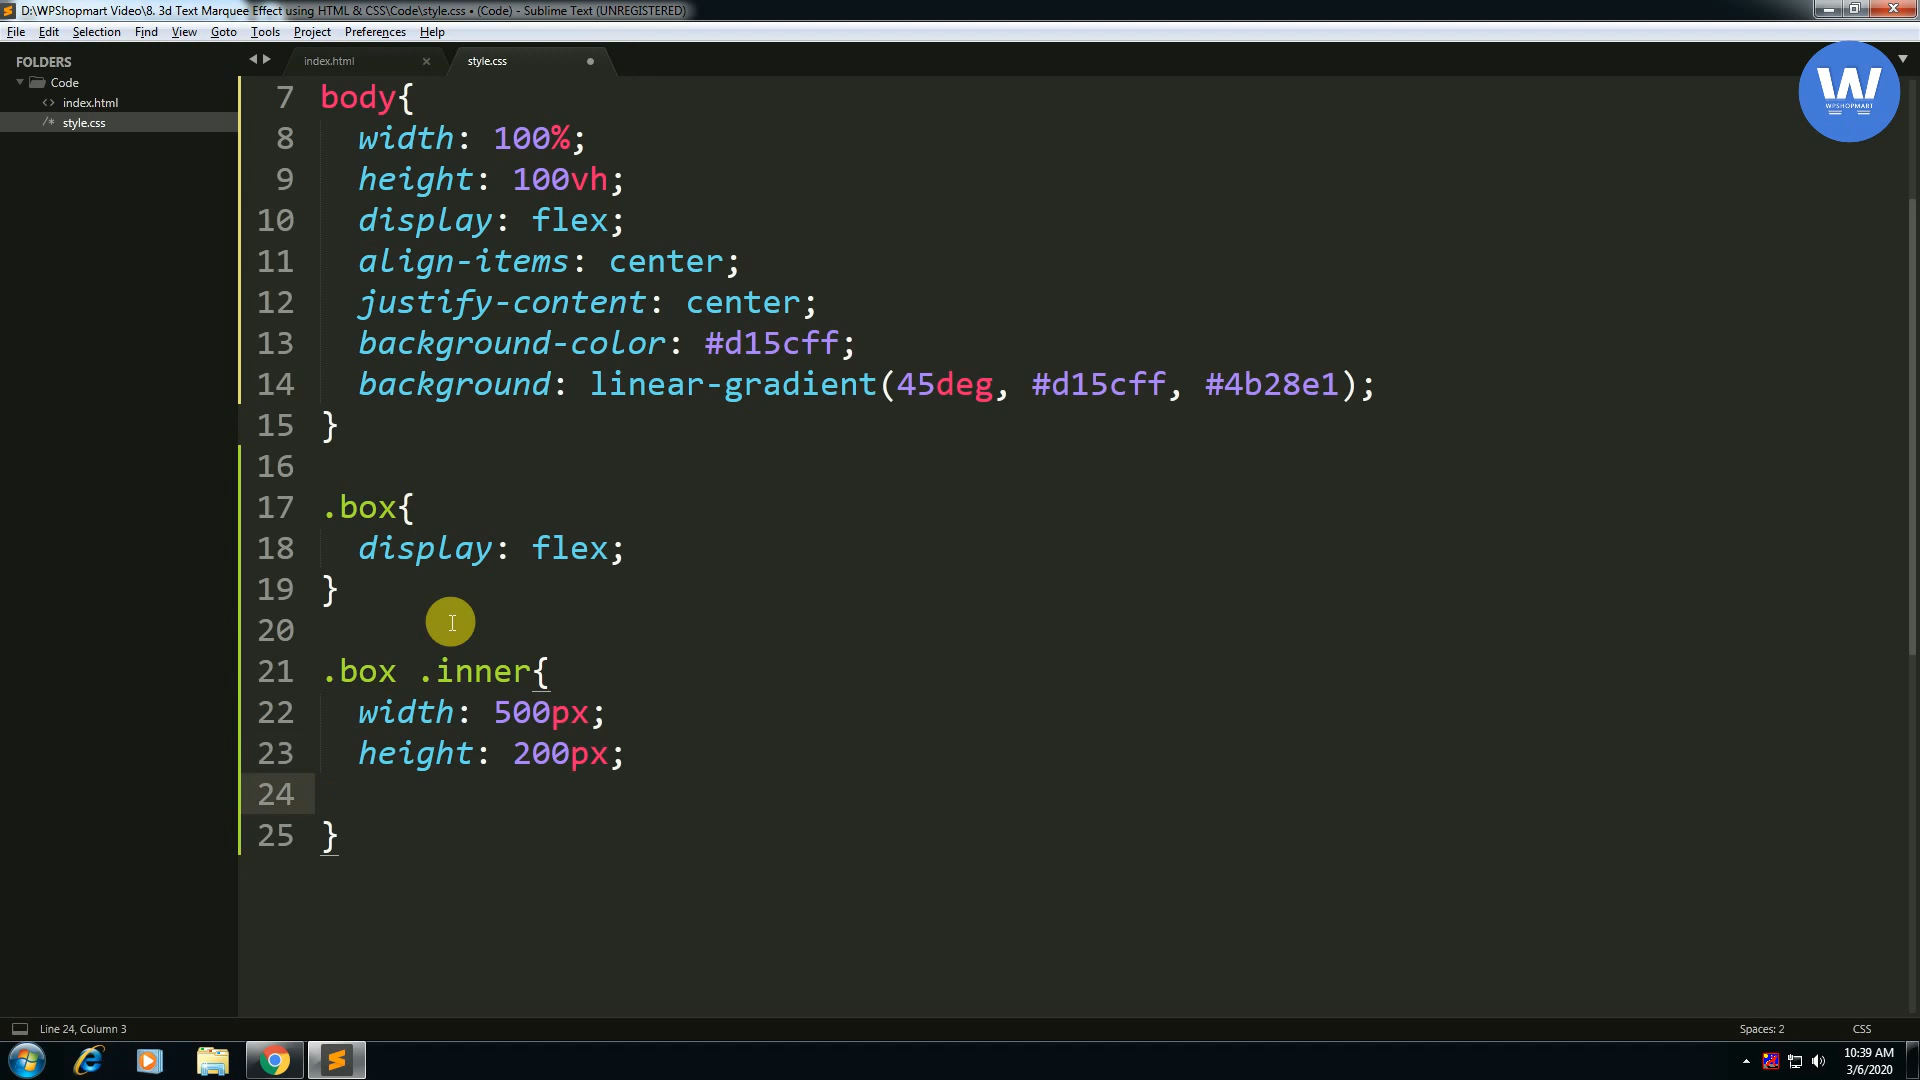 D:\WPShopmart Video\8. 3d Text Marquee Effect using HTML & CSS\Code\style.css • (Code) - Sublime Text (UNREGISTERED)
File Edit Selection Find View Goto Tools Project Preferences Help
FOLDERS
Code
index.html
style.css
index.html style.css
W
WPSHOPMART
7 body{
8 width: 100%;
9 height: 100vh;
10 display: flex;
11 align-items: center;
12 justify-content: center;
13 background-color: #d15cff;
14 background: linear-gradient(45deg, #d15cff, #4b28e1);
15 }
16
17 .box{
18 display: flex;
19 }
20
21 .box .inner{
22 width: 500px;
23 height: 200px;
24
25 }
Line 24, Column 3 Spaces: 2 CSS
10:39 AM
3/6/2020